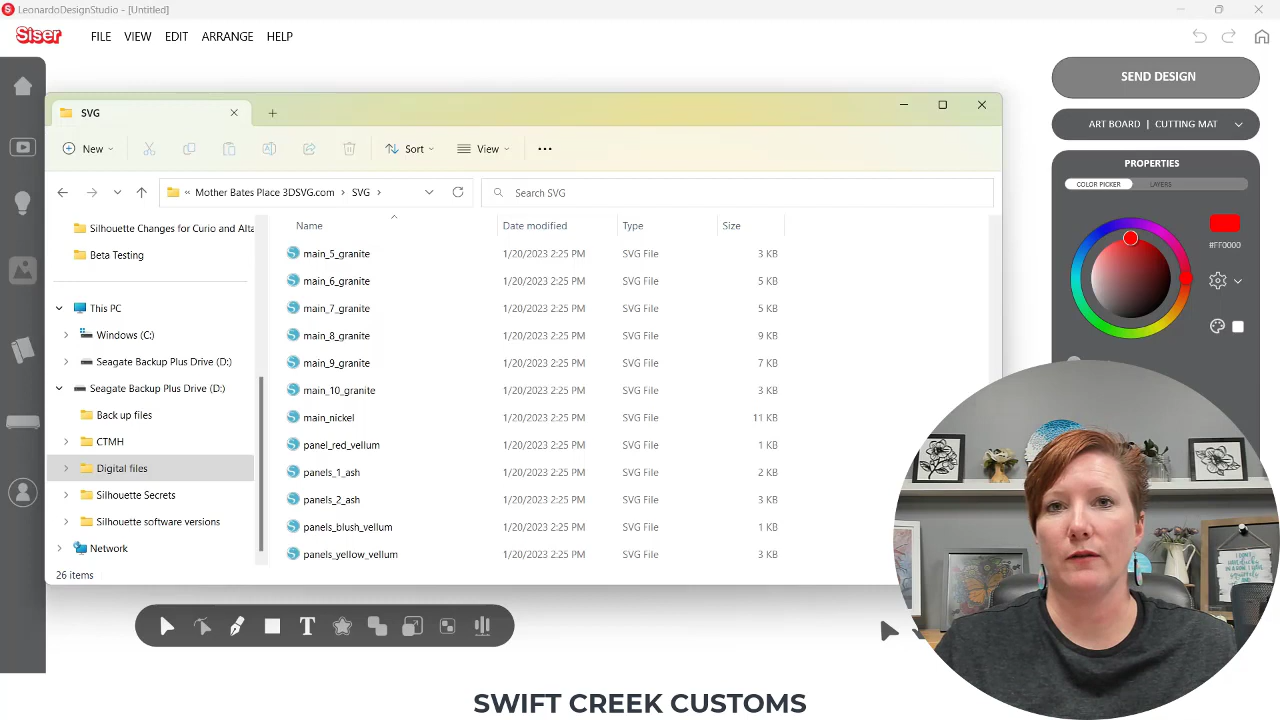 LeonardoDesignStudio - [Untitled]
Siser
FILE VIEW EDIT ARRANGE HELP
SEND DESIGN
ART BOARD | CUTTING MAT
PROPERTIES
COLOR PICKER LAYERS
#FF0000
SVG
New Sort View
« Mother Bates Place 3DSVG.com > SVG >
Search SVG
Silhouette Changes for Curio and Alta
Beta Testing
This PC
Windows (C:)
Seagate Backup Plus Drive (D:)
Seagate Backup Plus Drive (D:)
Back up files
CTMH
Digital files
Silhouette Secrets
Silhouette software versions
Network
Name Date modified Type Size
main_5_granite 1/20/2023 2:25 PM SVG File 3 KB
main_6_granite 1/20/2023 2:25 PM SVG File 5 KB
main_7_granite 1/20/2023 2:25 PM SVG File 5 KB
main_8_granite 1/20/2023 2:25 PM SVG File 9 KB
main_9_granite 1/20/2023 2:25 PM SVG File 7 KB
main_10_granite 1/20/2023 2:25 PM SVG File 3 KB
main_nickel 1/20/2023 2:25 PM SVG File 11 KB
panel_red_vellum 1/20/2023 2:25 PM SVG File 1 KB
panels_1_ash 1/20/2023 2:25 PM SVG File 2 KB
panels_2_ash 1/20/2023 2:25 PM SVG File 3 KB
panels_blush_vellum 1/20/2023 2:25 PM SVG File 1 KB
panels_yellow_vellum 1/20/2023 2:25 PM SVG File 3 KB
26 items
SWIFT CREEK CUSTOMS